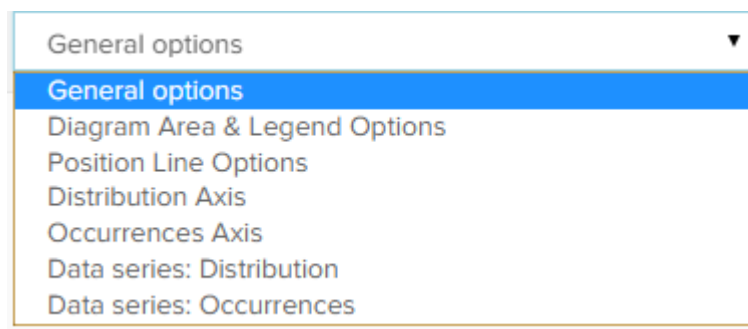 General options
General options
Diagram Area & Legend Options
Position Line Options
Distribution Axis
Occurrences Axis
Data series: Distribution
Data series: Occurrences